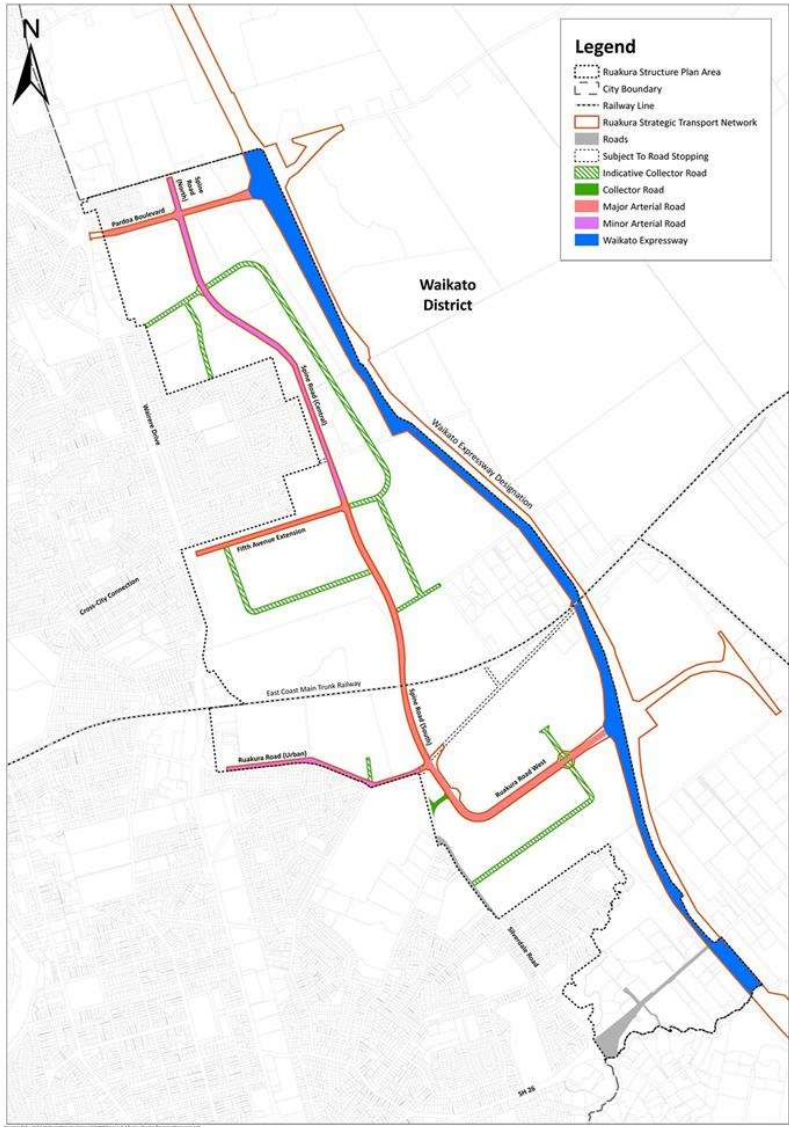 N
Legend
Ruakura Structure Plan Area
City Boundary
Railway Line
Ruakura Strategic Transport Network
Roads
Subject To Road Stopping
Indicative Collector Road
Collector Road
Major Arterial Road
Minor Arterial Road
Waikato Expressway
Spine
Road
(North)
Pardoa Boulevard
Waikato
District
Wairere Drive
Spine Road (Central)
Waikato Expressway Designation
Fifth Avenue Extension
Cross-City Connection
East Coast Main Trunk Railway
Spine Road (South)
Ruakura Road (Urban)
Ruakura Road West
Silverdale Road
SH 26